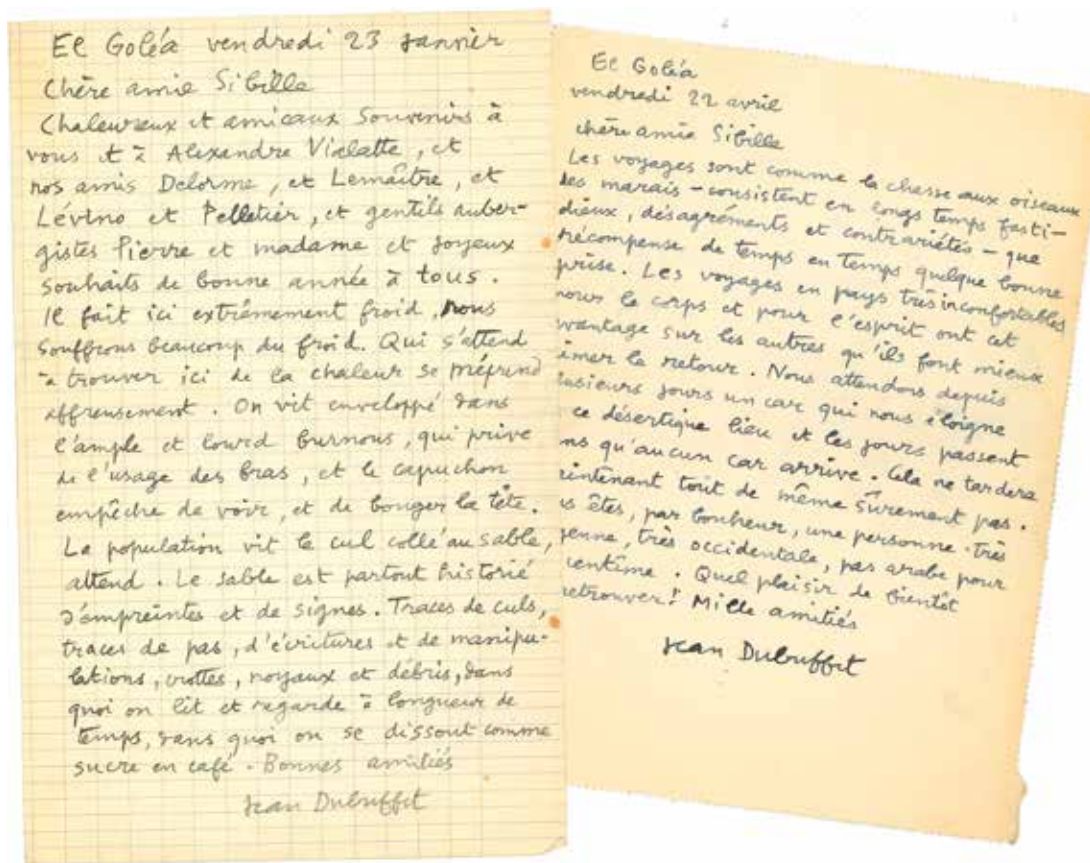 El Goléa vendredi 23 janvier
Chère amie Sibille
Chaleureux et amicaux souvenirs à
vous et à Alexandre Vialatte, et
nos amis Delorme, et Lemaître, et
Lévino et Pelletier, et gentils auber-
gistes Pierre et madame et joyeux
souhaits de bonne année à tous.
Il fait ici extrêmement froid, nous
souffrons beaucoup du froid. Qui s'attend
à trouver ici de la chaleur se méprend
affreusement. On vit enveloppé dans
l'ample et lourd burnous, qui prive
de l'usage des bras, et le capuchon
empêche de voir, et de bouger la tête.
La population vit le cul collé au sable,
attend. Le sable est partout historié
d'empreintes et de signes. Traces de culs,
traces de pas, d'écritures et de manipu-
lations, crottes, noyaux et débris, dans
quoi on lit et regarde à longueur de
temps, dans quoi on se dissout comme
sucre en café. Bonnes amitiés
Jean Dubuffet
El Goléa
vendredi 22 avril
chère amie Sibille
Les voyages sont comme la chasse aux oiseaux
des marais - consistent en longs temps fasti-
dieux, désagréments et contrariétés - que
récompense de temps en temps quelque bonne
prise. Les voyages en pays très inconfortables
pour le corps et pour l'esprit ont cet
avantage sur les autres qu'ils font mieux
aimer le retour. Nous attendons depuis
plusieurs jours un car qui nous éloigne
ce désertique lieu et les jours passent
ns qu'aucun car arrive. Cela ne tardera
aintenant tout de même sûrement pas.
us êtes, par bonheur, une personne très
éenne, très occidentale, pas arabe pour
centime. Quel plaisir de bientôt
retrouver! Mille amitiés
Jean Dubuffet